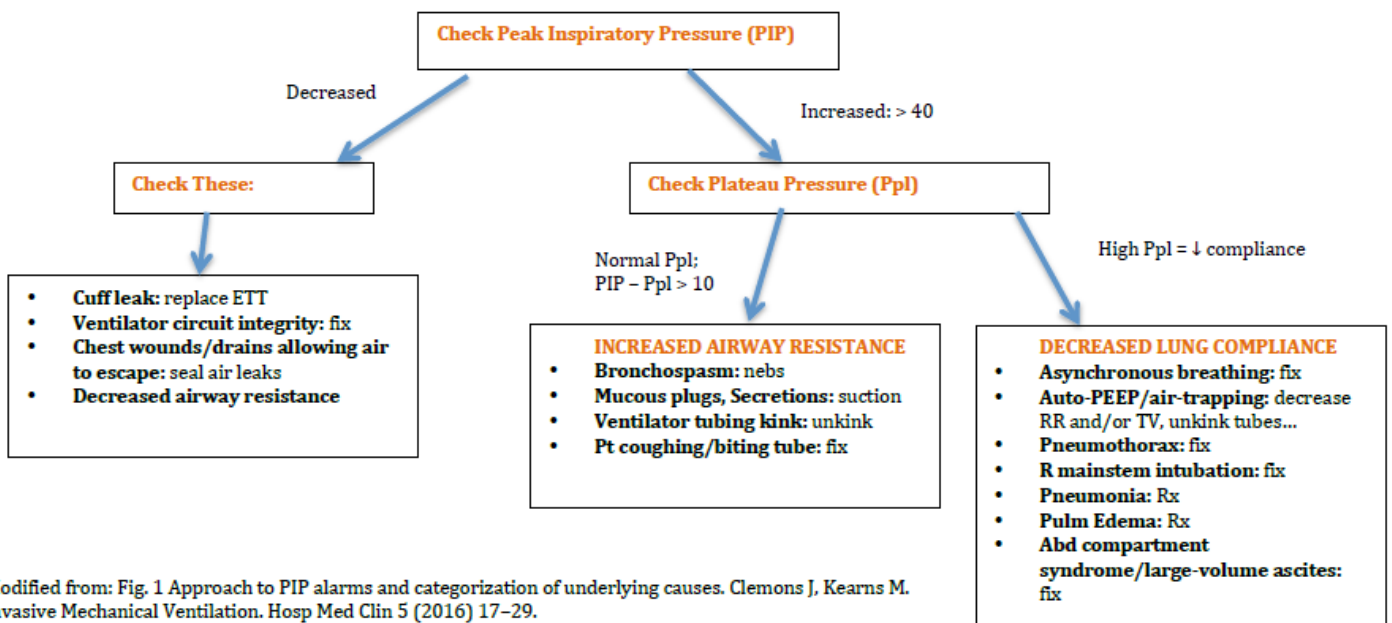 Check Peak Inspiratory Pressure (PIP)
Decreased
Increased: > 40
Check These:
Check Plateau Pressure (Ppl)
Normal Ppl;
PIP – Ppl > 10
High Ppl = ↓ compliance
• Cuff leak: replace ETT
• Ventilator circuit integrity: fix
• Chest wounds/drains allowing air
to escape: seal air leaks
• Decreased airway resistance
INCREASED AIRWAY RESISTANCE
• Bronchospasm: nebs
• Mucous plugs, Secretions: suction
• Ventilator tubing kink: unkink
• Pt coughing/biting tube: fix
DECREASED LUNG COMPLIANCE
• Asynchronous breathing: fix
• Auto-PEEP/air-trapping: decrease
RR and/or TV, unkink tubes...
• Pneumothorax: fix
• R mainstem intubation: fix
• Pneumonia: Rx
• Pulm Edema: Rx
• Abd compartment
syndrome/large-volume ascites:
fix
odified from: Fig. 1 Approach to PIP alarms and categorization of underlying causes. Clemons J, Kearns M.
vasive Mechanical Ventilation. Hosp Med Clin 5 (2016) 17–29.